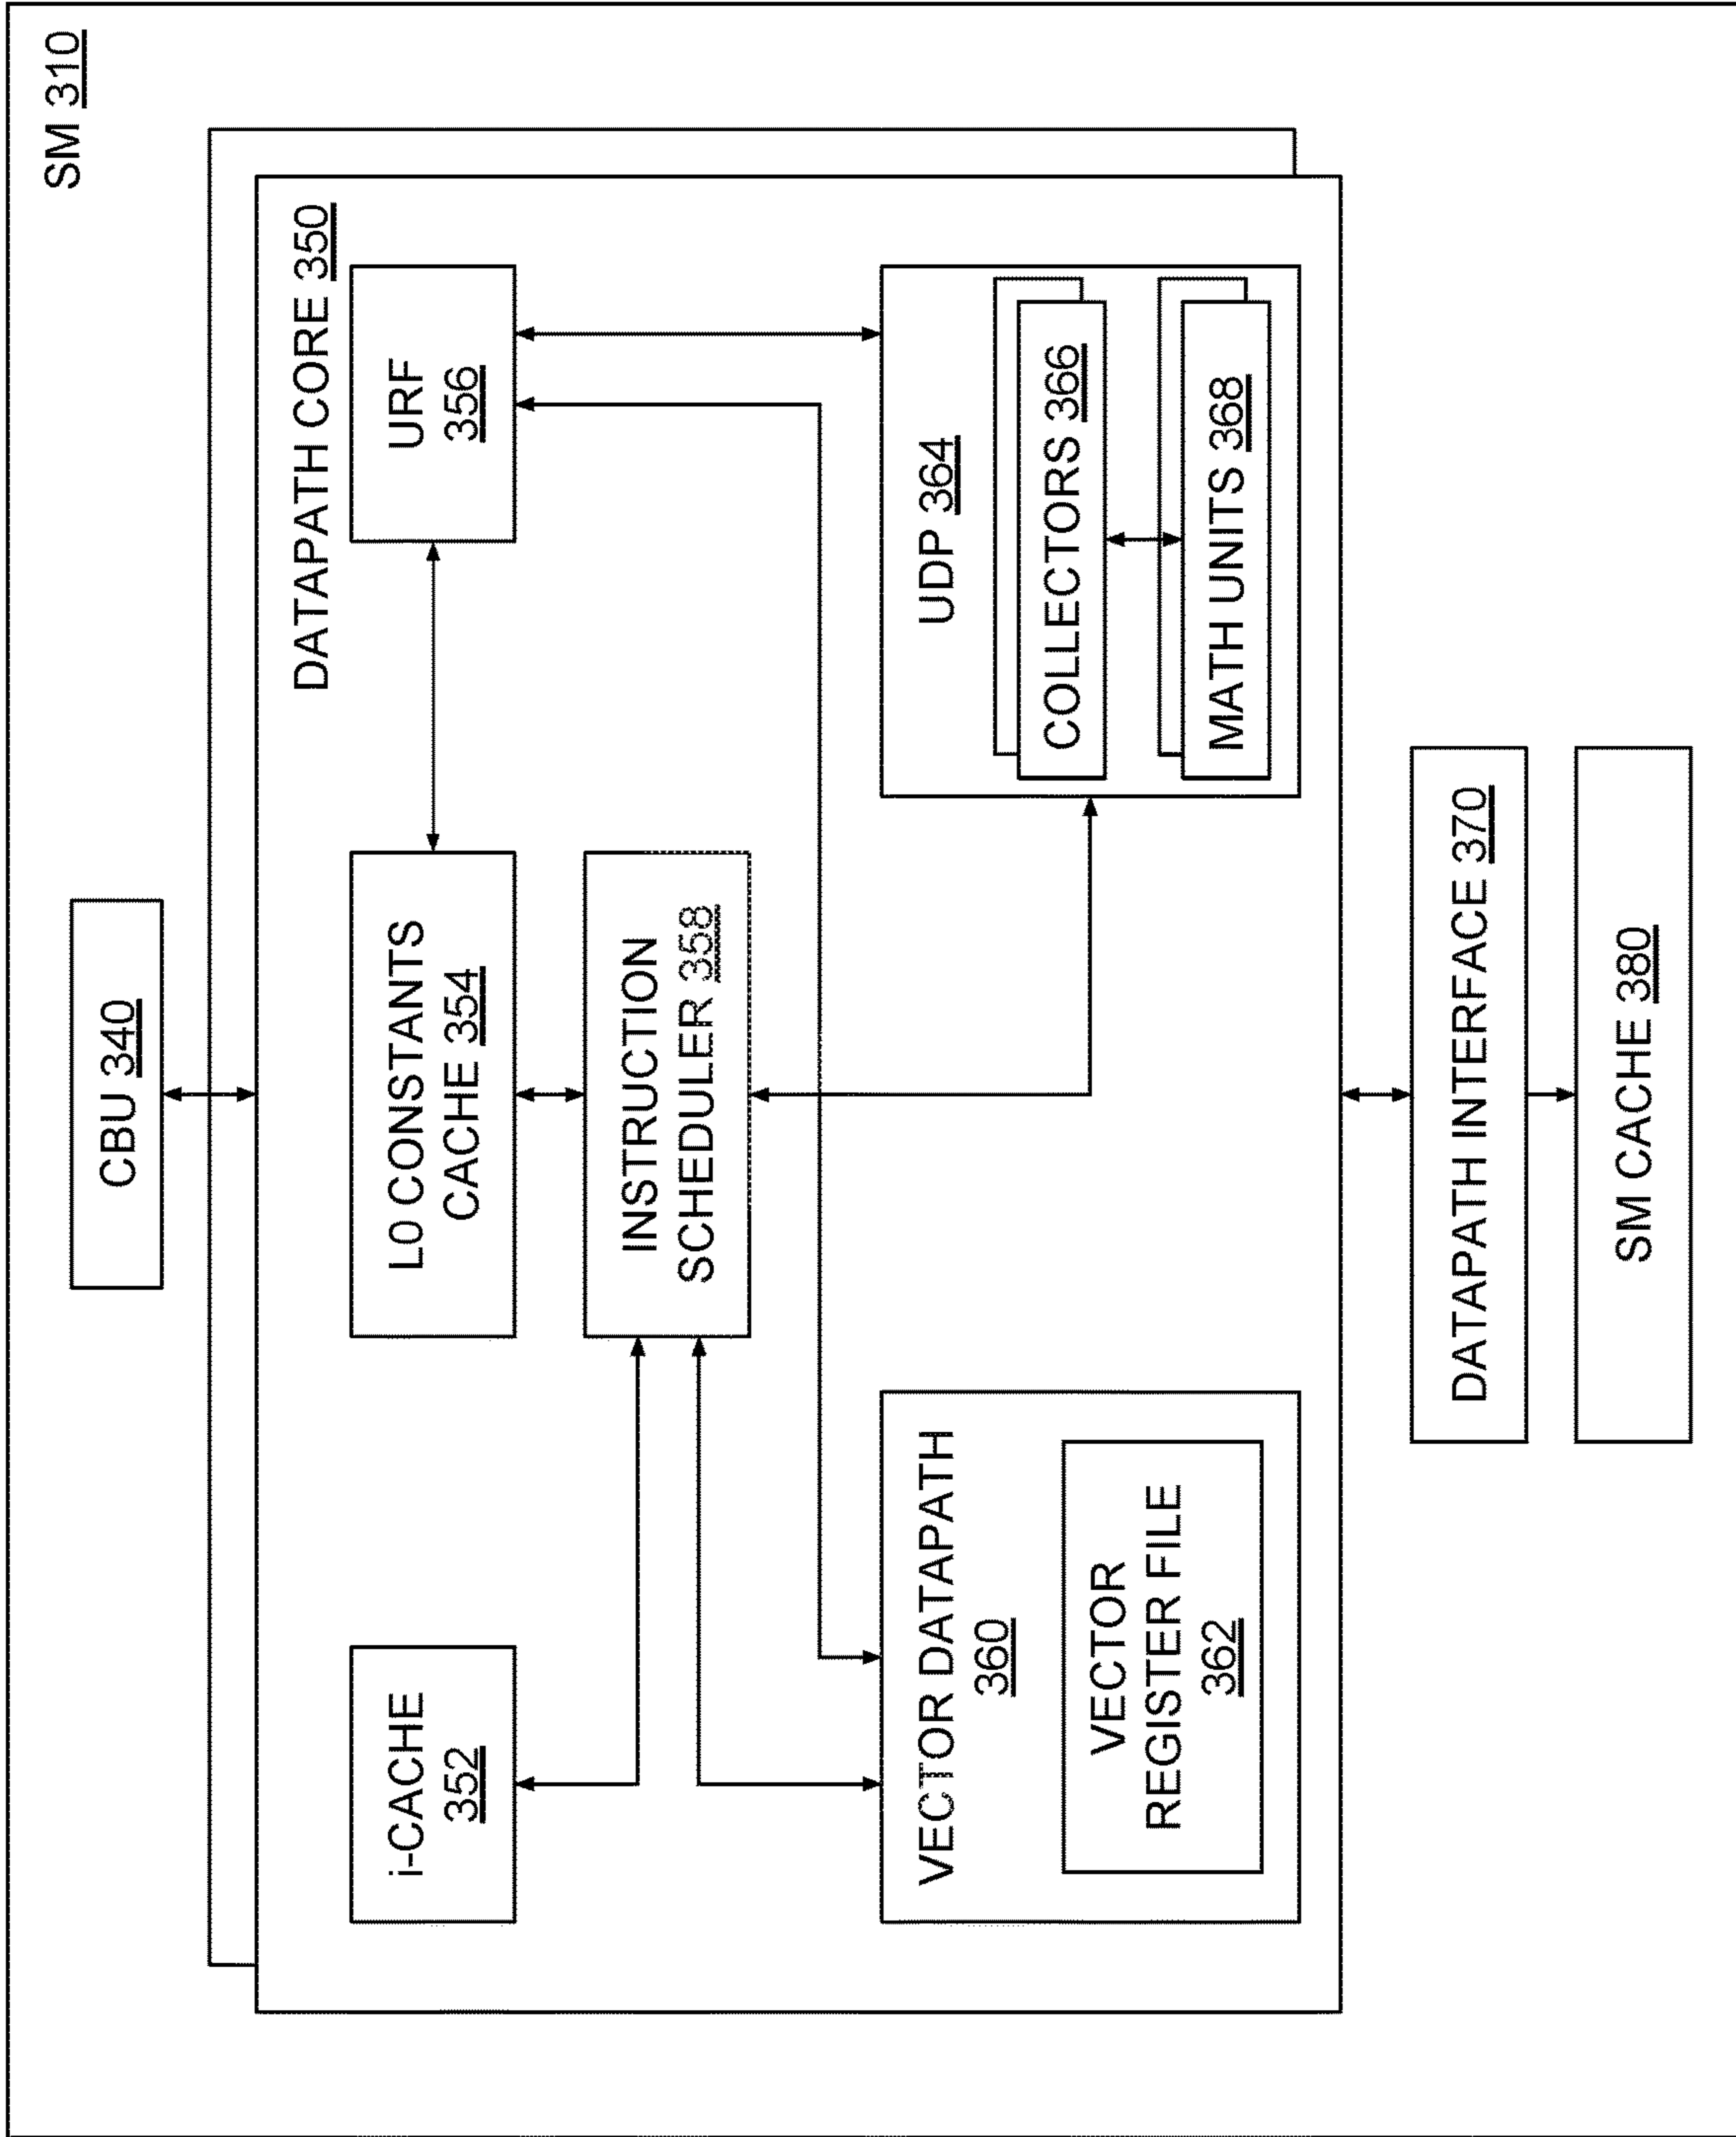 SM 310
CBU 340
DATAPATH CORE 350
i-CACHE
352
L0 CONSTANTS
CACHE 354
URF
356
INSTRUCTION
SCHEDULER 358
VECTOR DATAPATH
360
VECTOR
REGISTER FILE
362
UDP 364
COLLECTORS 366
MATH UNITS 368
DATAPATH INTERFACE 370
SM CACHE 380